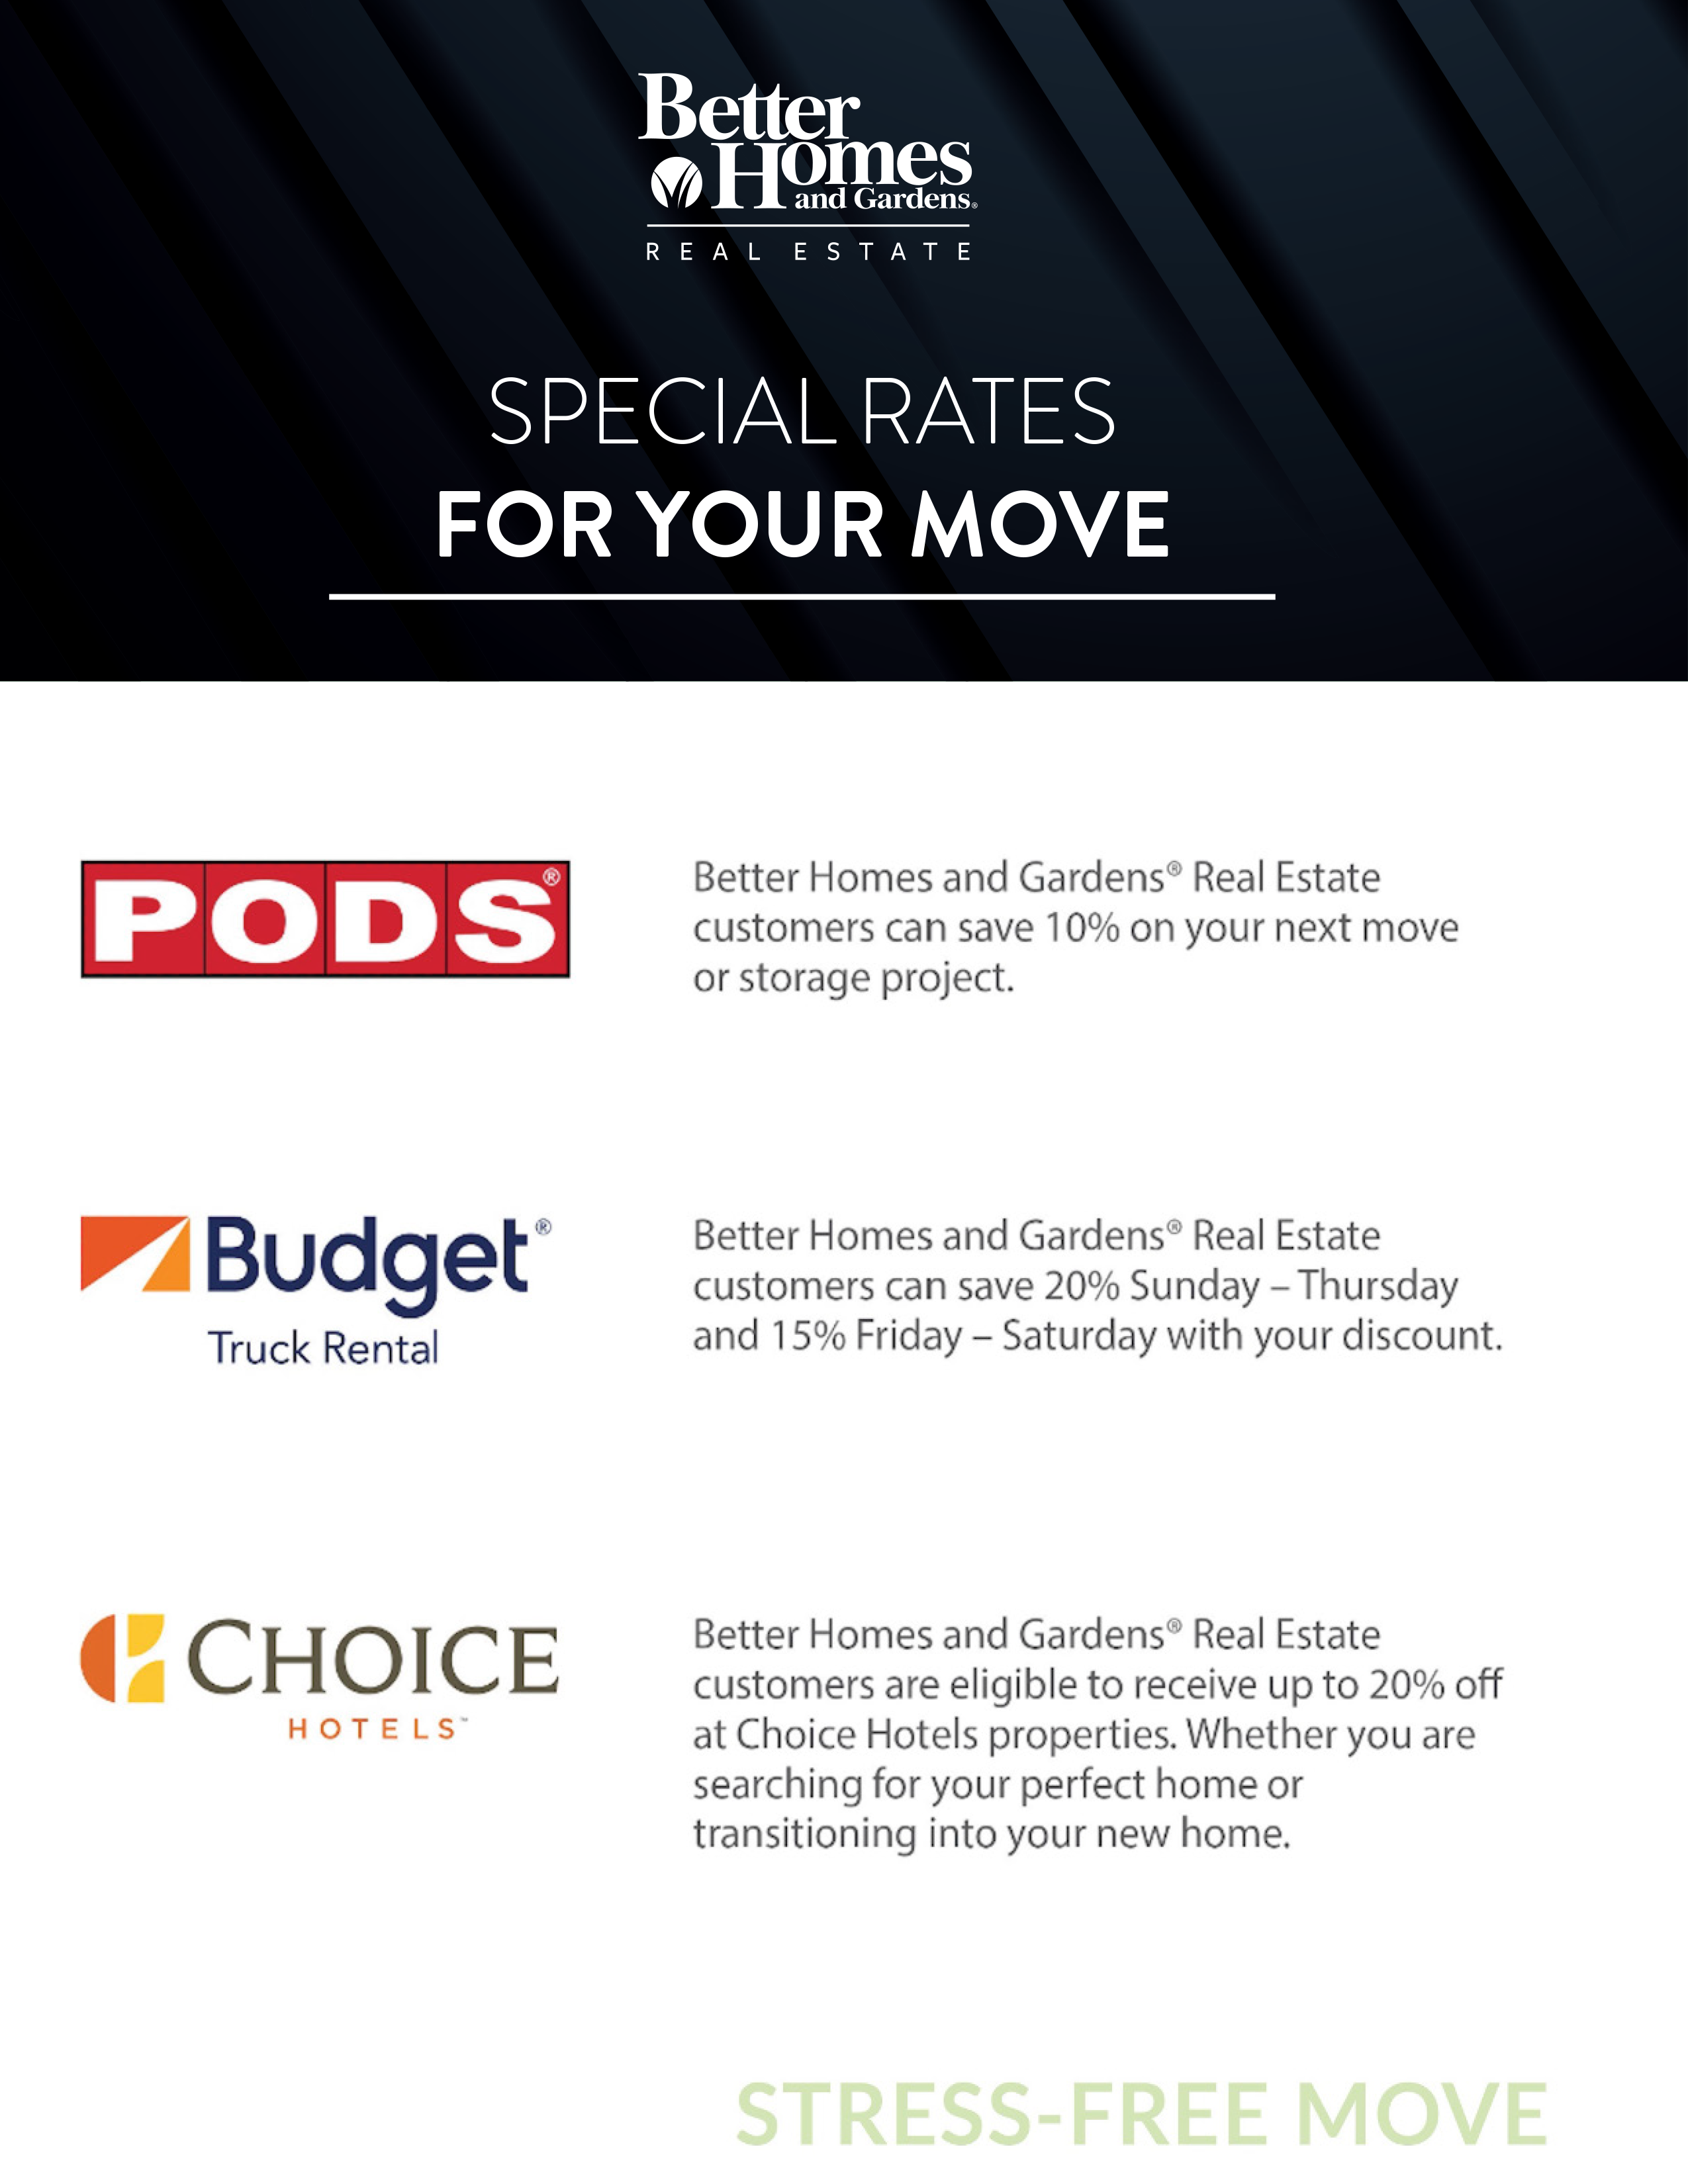 Better
Homes
and Gardens®
REAL ESTATE
SPECIAL RATES
FOR YOUR MOVE
PODS®
Better Homes and Gardens® Real Estate
customers can save 10% on your next move
or storage project.
Budget®
Truck Rental
Better Homes and Gardens® Real Estate
customers can save 20% Sunday – Thursday
and 15% Friday – Saturday with your discount.
CHOICE
HOTELS™
Better Homes and Gardens® Real Estate
customers are eligible to receive up to 20% off
at Choice Hotels properties. Whether you are
searching for your perfect home or
transitioning into your new home.
STRESS-FREE MOVE